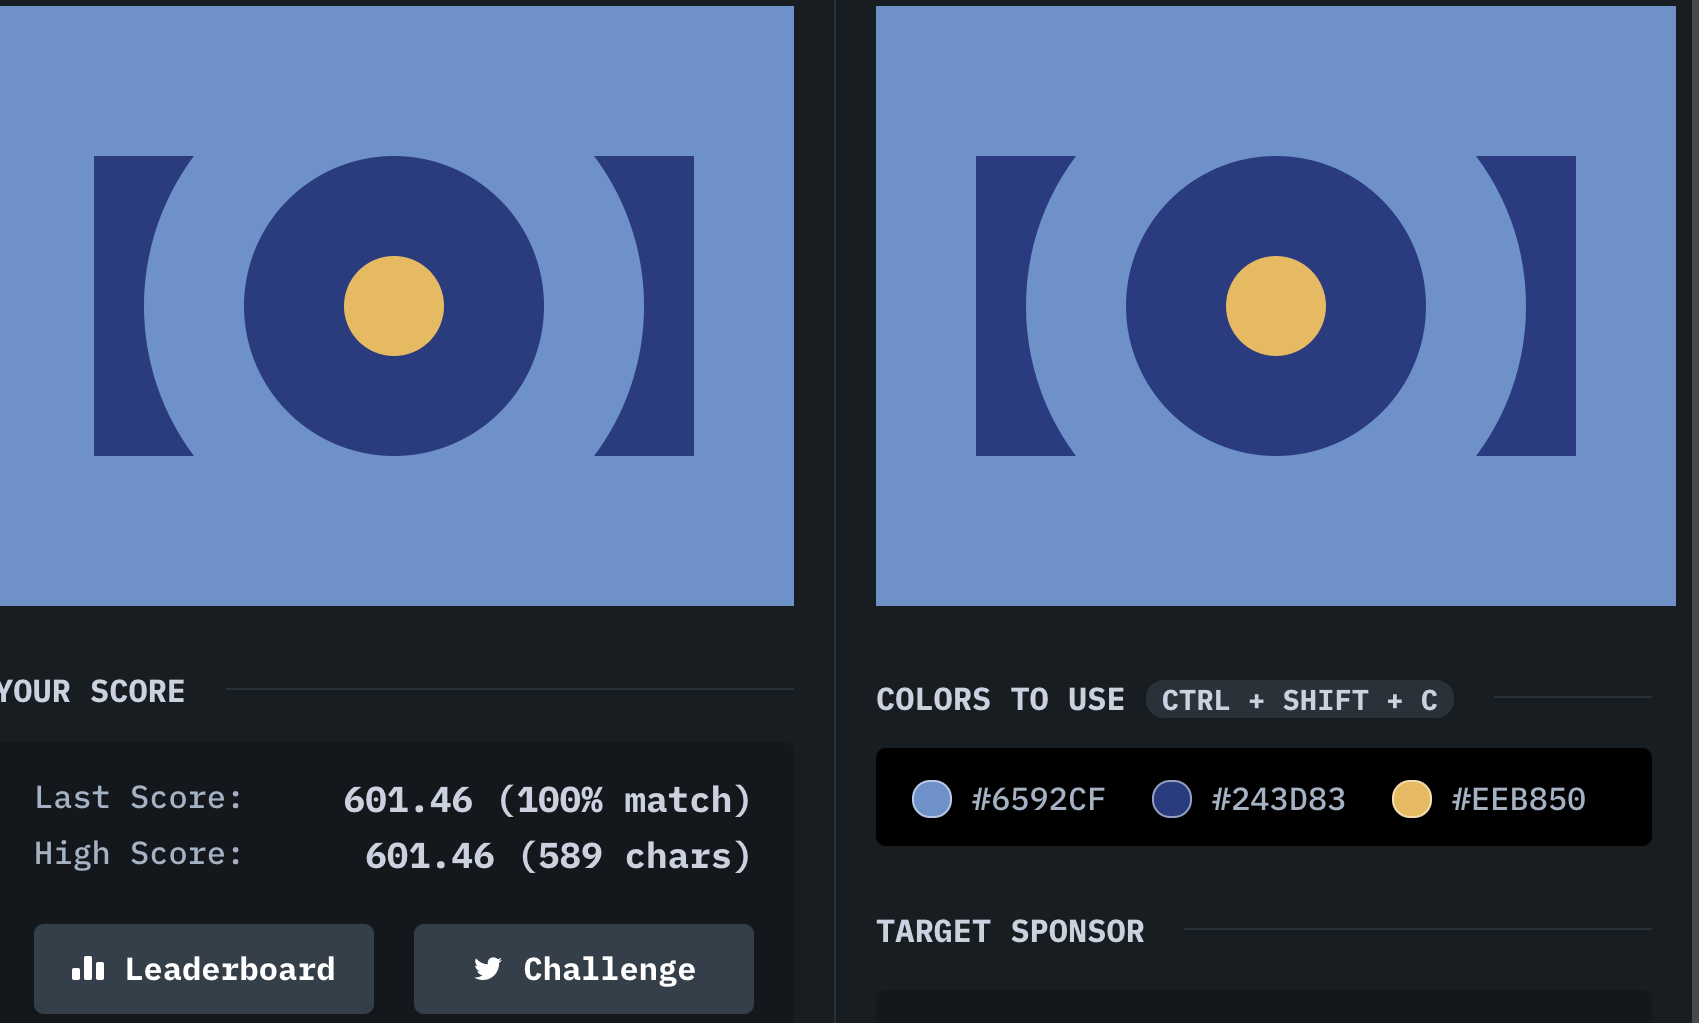 YOUR SCORE
Last Score: 601.46 (100% match)
High Score: 601.46 (589 chars)
Leaderboard
Challenge
COLORS TO USE CTRL + SHIFT + C
#6592CF #243D83 #EEB850
TARGET SPONSOR